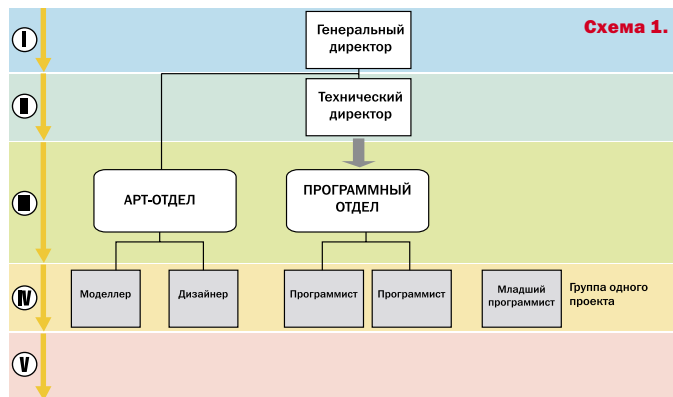 Схема 1.
I
Генеральный
директор
II
Технический
директор
III
АРТ-ОТДЕЛ
ПРОГРАММНЫЙ
ОТДЕЛ
IV
Моделлер
Дизайнер
Программист
Программист
Младший
программист
Группа одного
проекта
V